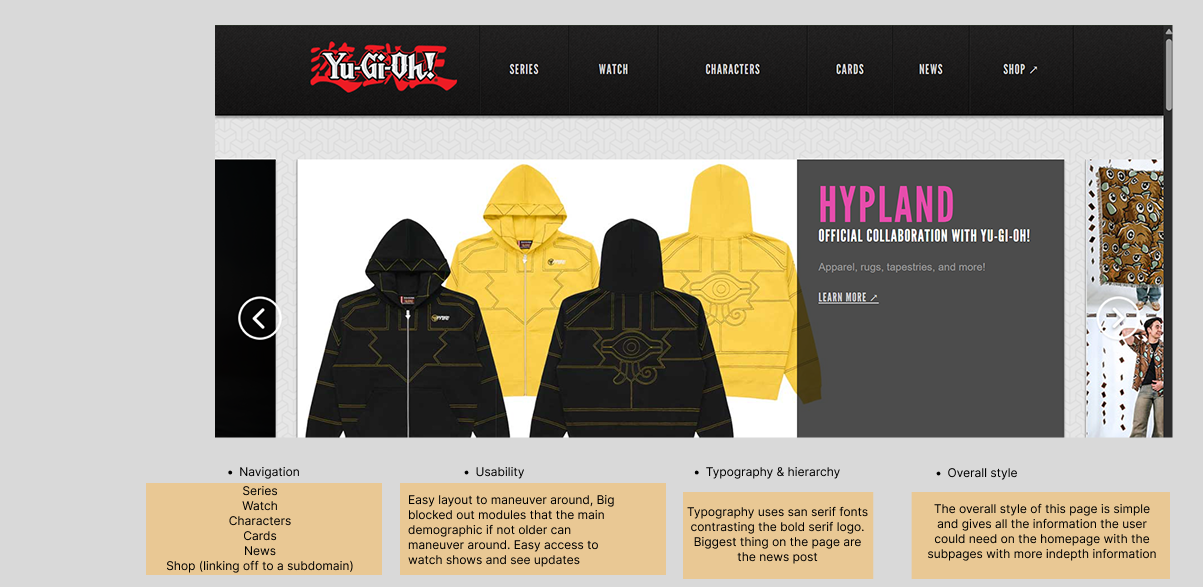 Yu-Gi-Oh!
SERIES
WATCH
CHARACTERS
CARDS
NEWS
SHOP ↗
HYPLAND
OFFICIAL COLLABORATION WITH YU-GI-OH!
Apparel, rugs, tapestries, and more!
LEARN MORE ↗
• Navigation
Series
Watch
Characters
Cards
News
Shop (linking off to a subdomain)
• Usability
Easy layout to maneuver around, Big
blocked out modules that the main
demographic if not older can
maneuver around. Easy access to
watch shows and see updates
• Typography & hierarchy
Typography uses san serif fonts
contrasting the bold serif logo.
Biggest thing on the page are
the news post
• Overall style
The overall style of this page is simple
and gives all the information the user
could need on the homepage with the
subpages with more indepth information